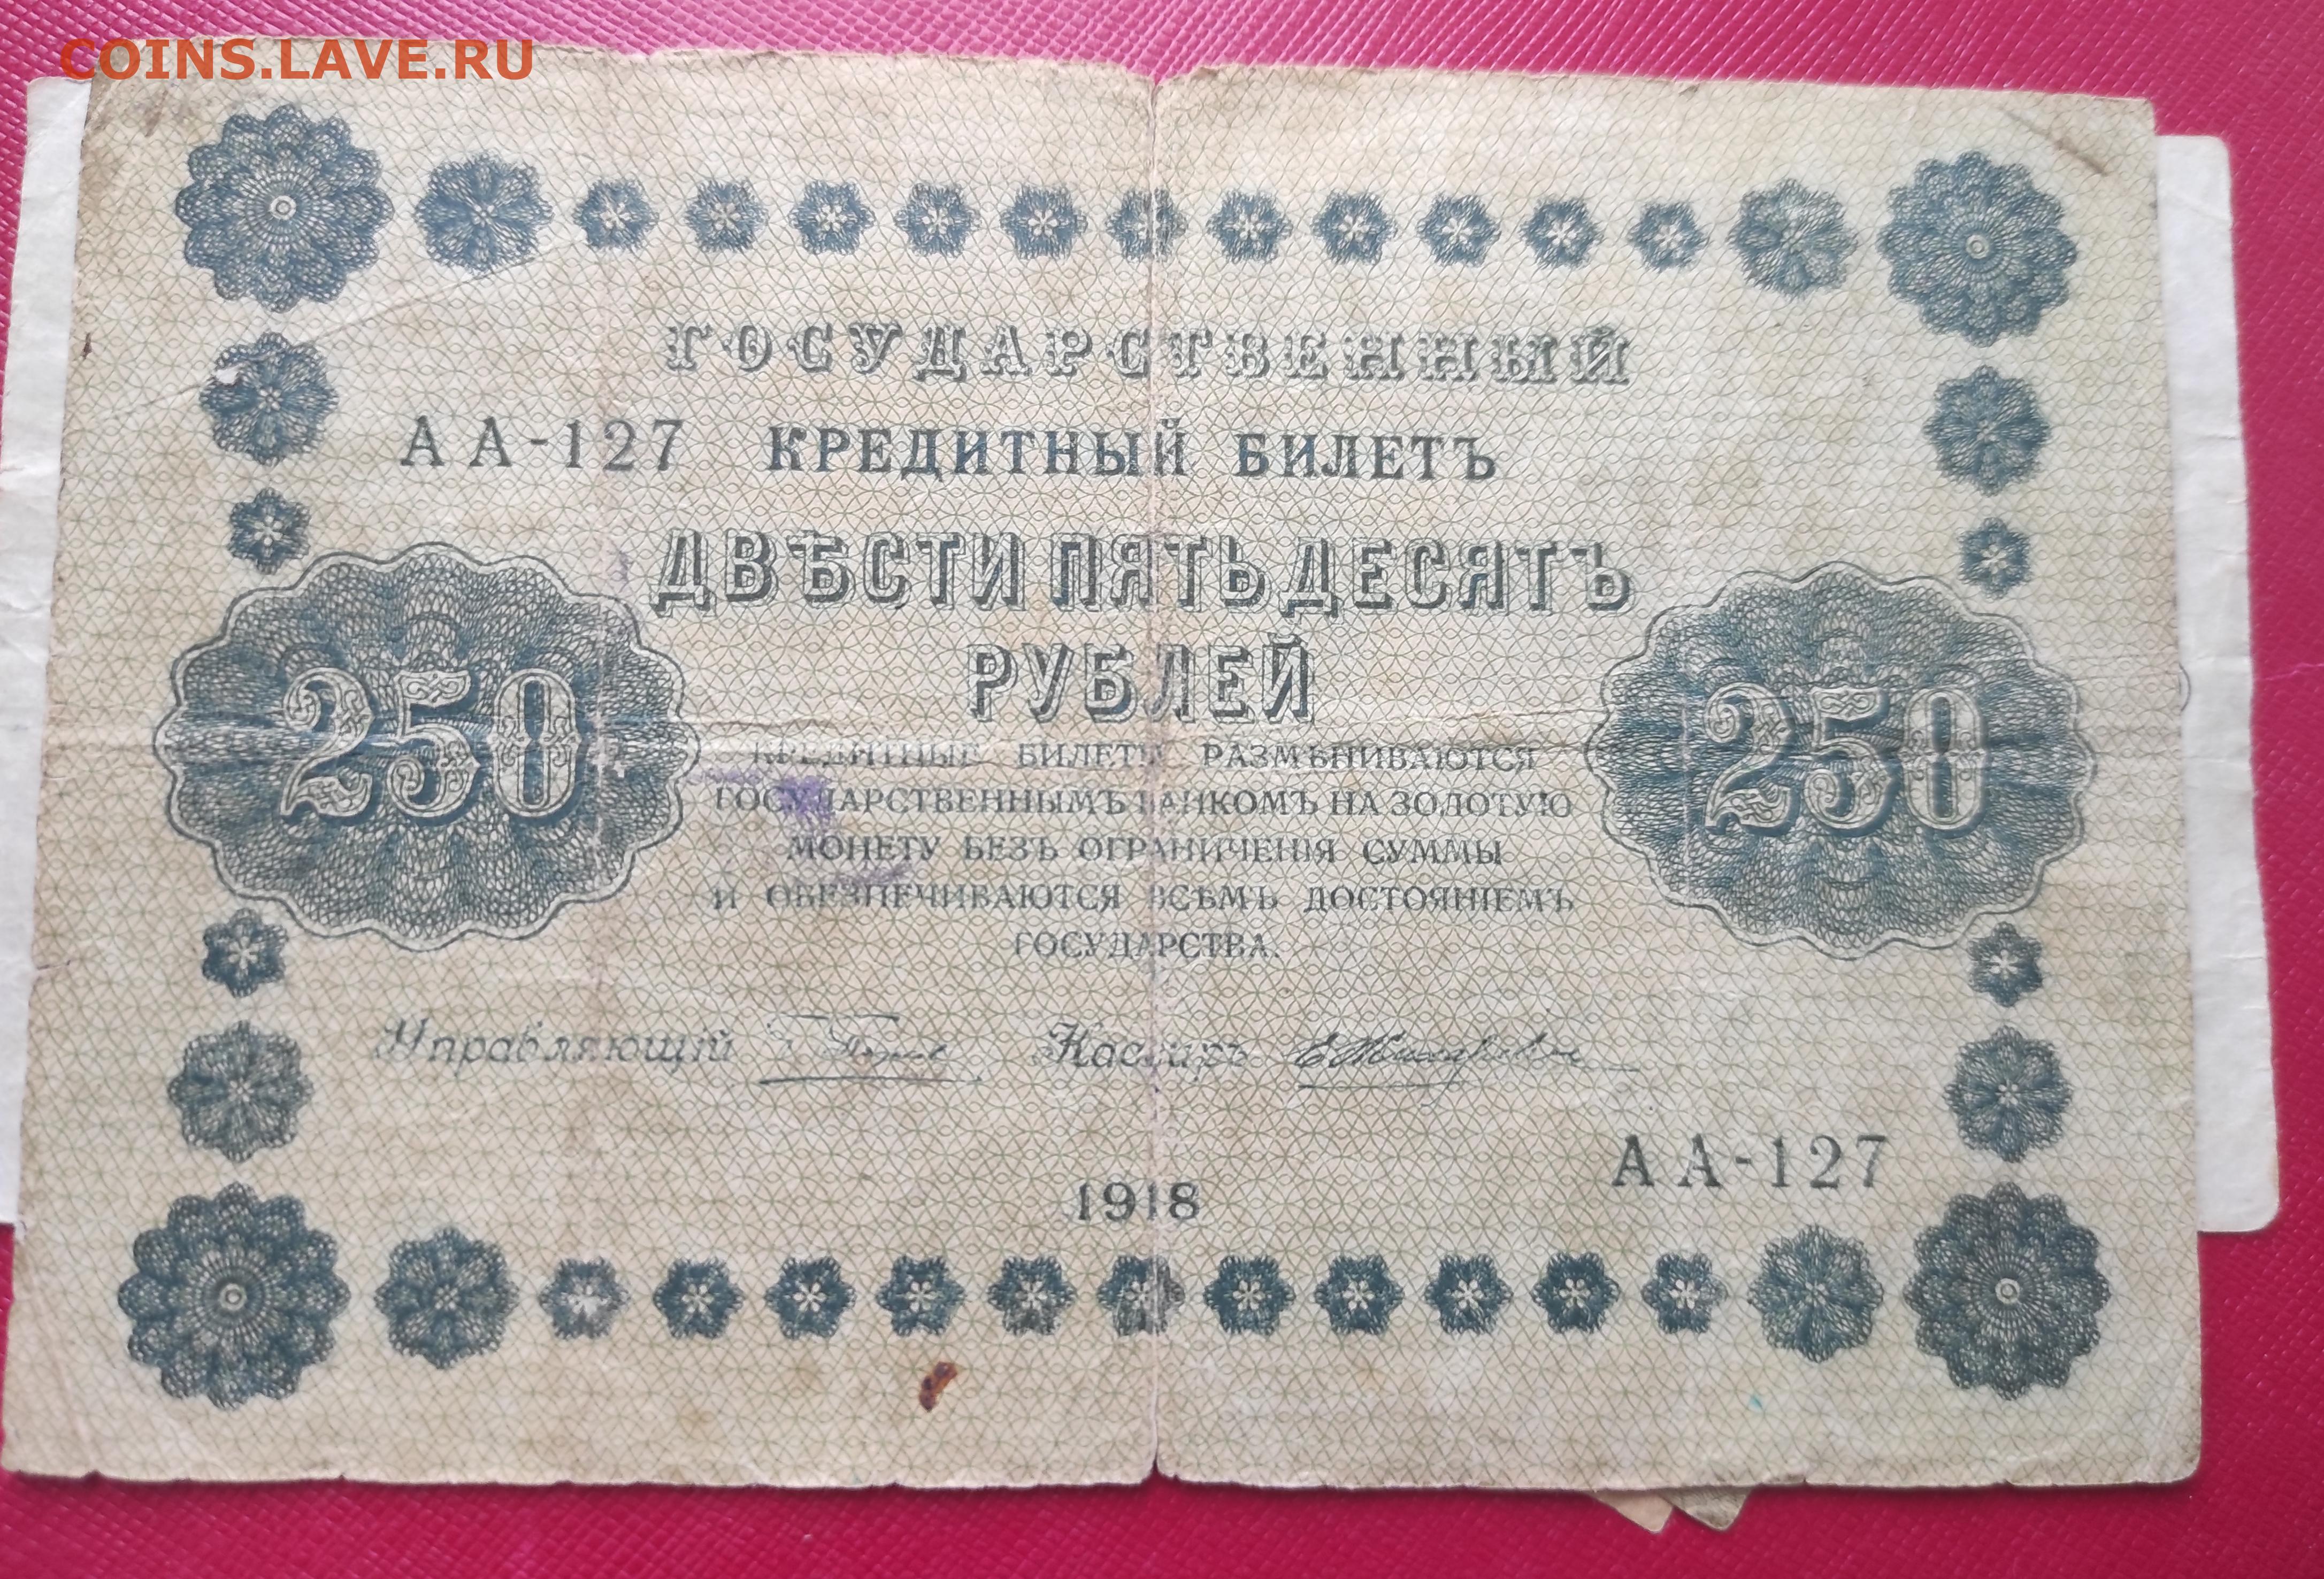 COINS.LAVE.RU
ГОСУДАРСТВЕННЫЙ
АА-127 КРЕДИТНЫЙ БИЛЕТЪ
ДВѢСТИ ПЯТЬДЕСЯТЪ
РУБЛЕЙ
250 250
КРЕДИТНЫЕ БИЛЕТЫ РАЗМѢНИВАЮТСЯ
ГОСУДАРСТВЕННЫМЪ БАНКОМЪ НА ЗОЛОТУЮ
МОНЕТУ БЕЗЪ ОГРАНИЧЕНІЯ СУММЫ
И ОБЕЗПЕЧИВАЮТСЯ ВСѢМЪ ДОСТОЯНІЕМЪ
ГОСУДАРСТВА.
Управляющій Кассиръ
АА-127
1918